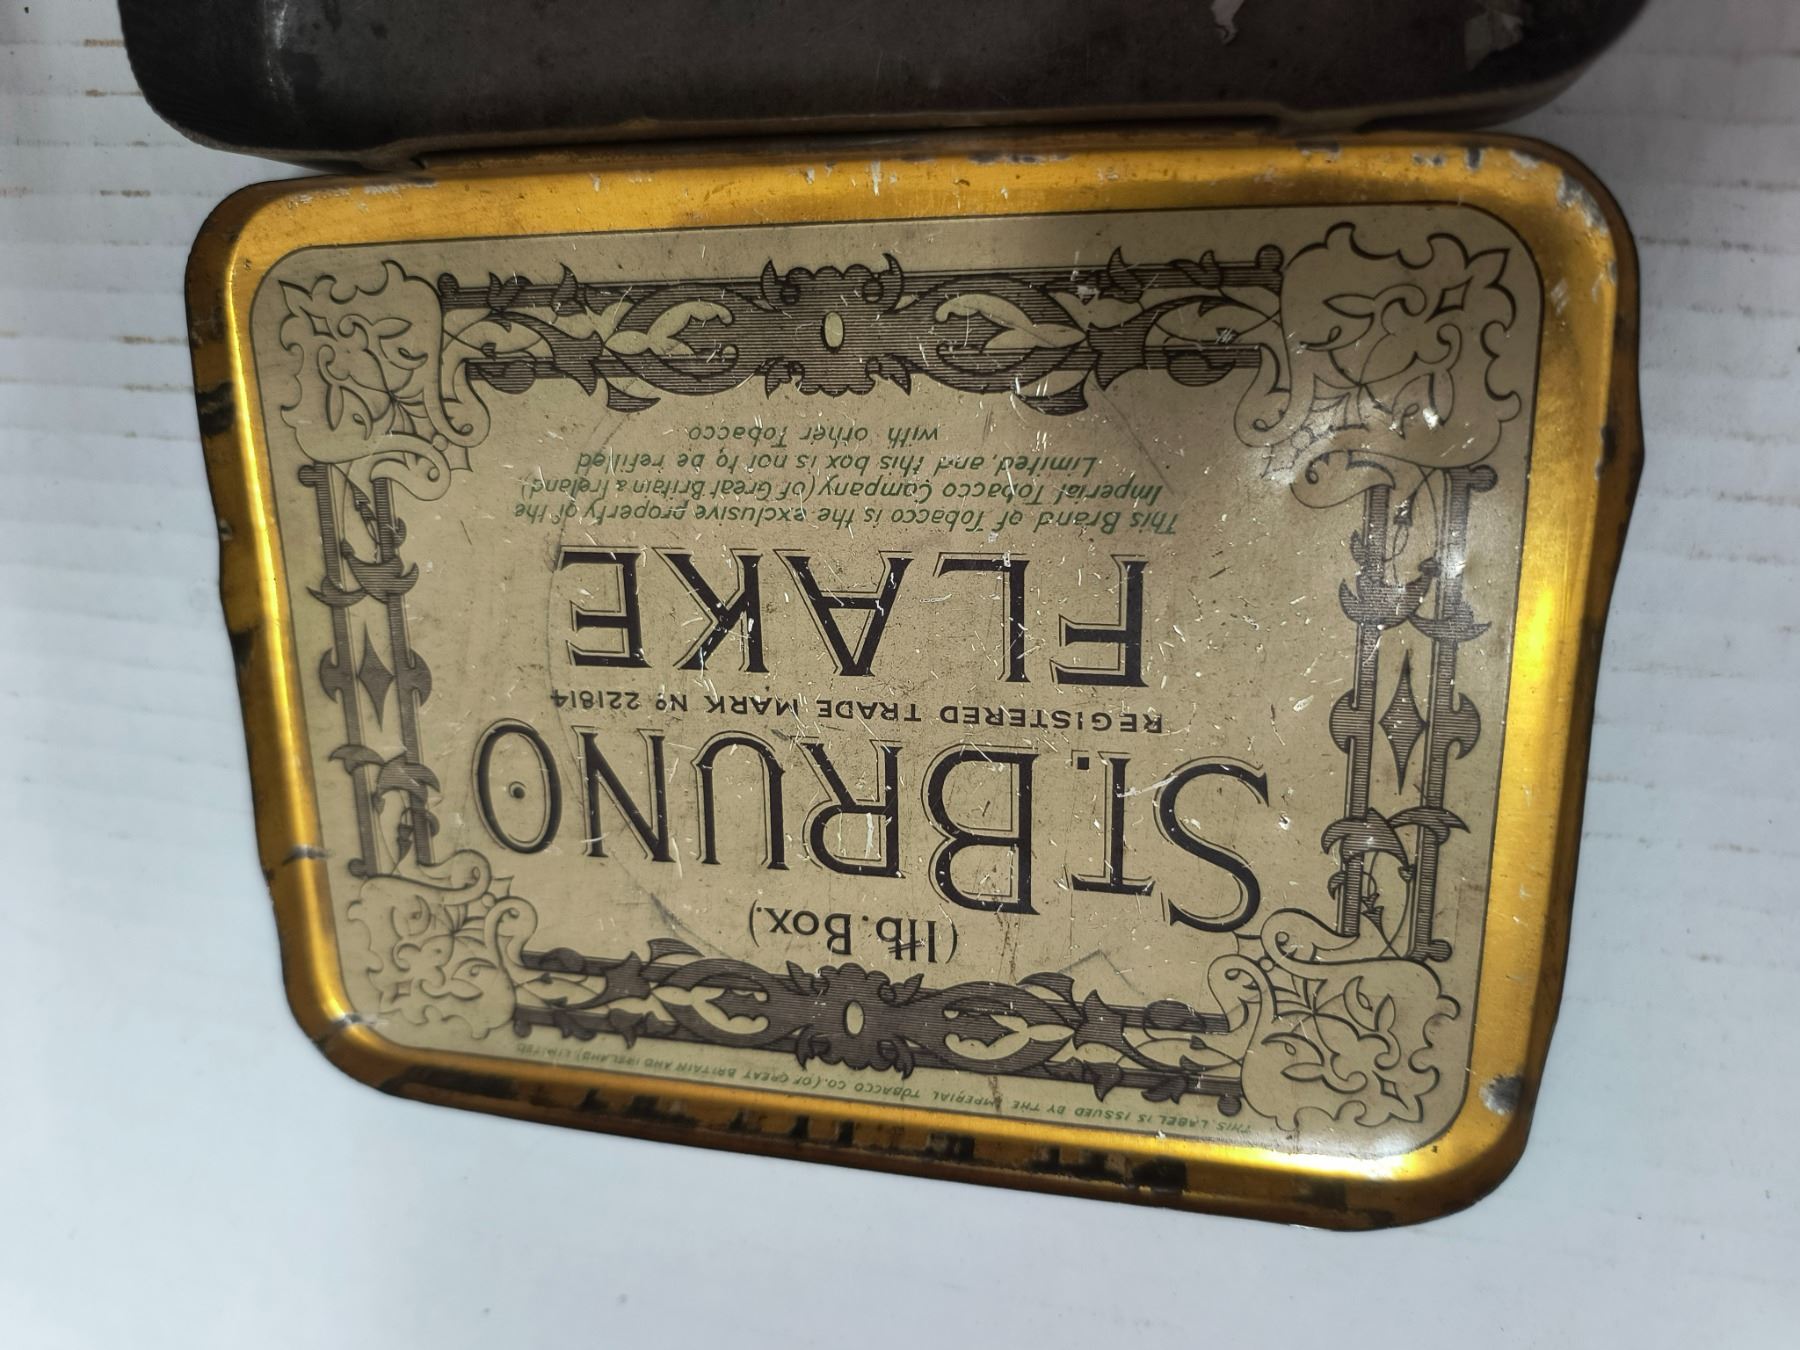 (1 lb. Box.)
ST. BRUNO
REGISTERED TRADE MARK No 221814
FLAKE
This Brand of Tobacco is the exclusive property of the
Imperial Tobacco Company (of Great Britain & Ireland)
Limited, and this box is not to be refilled
with other Tobacco
THIS LABEL IS ISSUED BY THE IMPERIAL TOBACCO CO. (OF GREAT BRITAIN AND IRELAND), LIMITED.